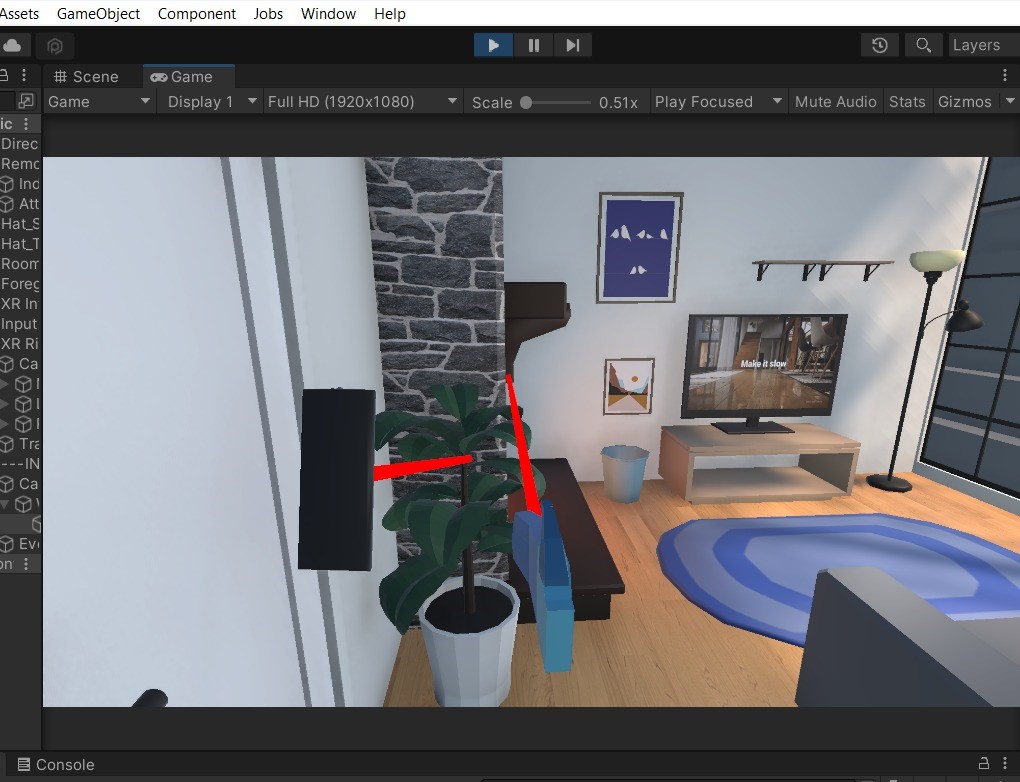 Assets GameObject Component Jobs Window Help
Layers
Scene Game
Game Display 1 Full HD (1920x1080) Scale 0.51x Play Focused Mute Audio Stats Gizmos
ic
Direc
Remo
Ind
Att
Hat_S
Hat_T
Room
Foreg
XR In
Input
XR Ri
Ca
Tra
---IN
Ca
Eve
on
Make it slow
Console